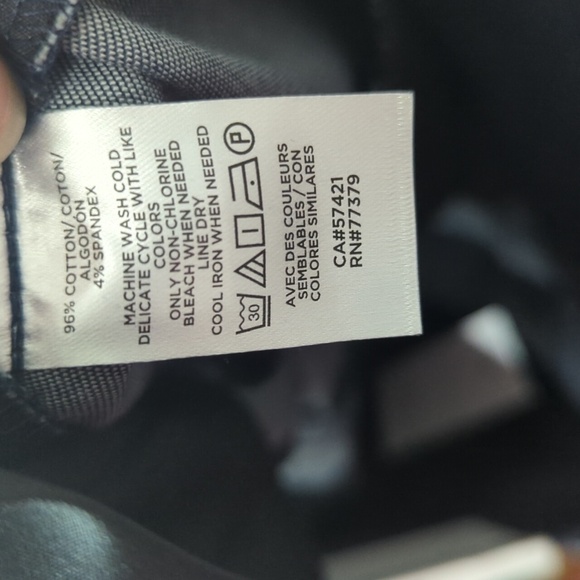 96% COTTON/ COTON/
ALGODÓN
4% SPANDEX
MACHINE WASH COLD
DELICATE CYCLE WITH LIKE
COLORS
ONLY NON-CHLORINE
BLEACH WHEN NEEDED
LINE DRY
COOL IRON WHEN NEEDED
30 P
AVEC DES COULEURS
SEMBLABLES / CON
COLORES SIMILARES
CA#57421
RN#77379